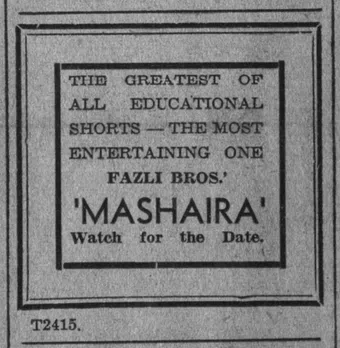 THE GREATEST OF
ALL EDUCATIONAL
SHORTS — THE MOST
ENTERTAINING ONE
FAZLI BROS.'
'MASHAIRA'
Watch for the Date.
T2415.